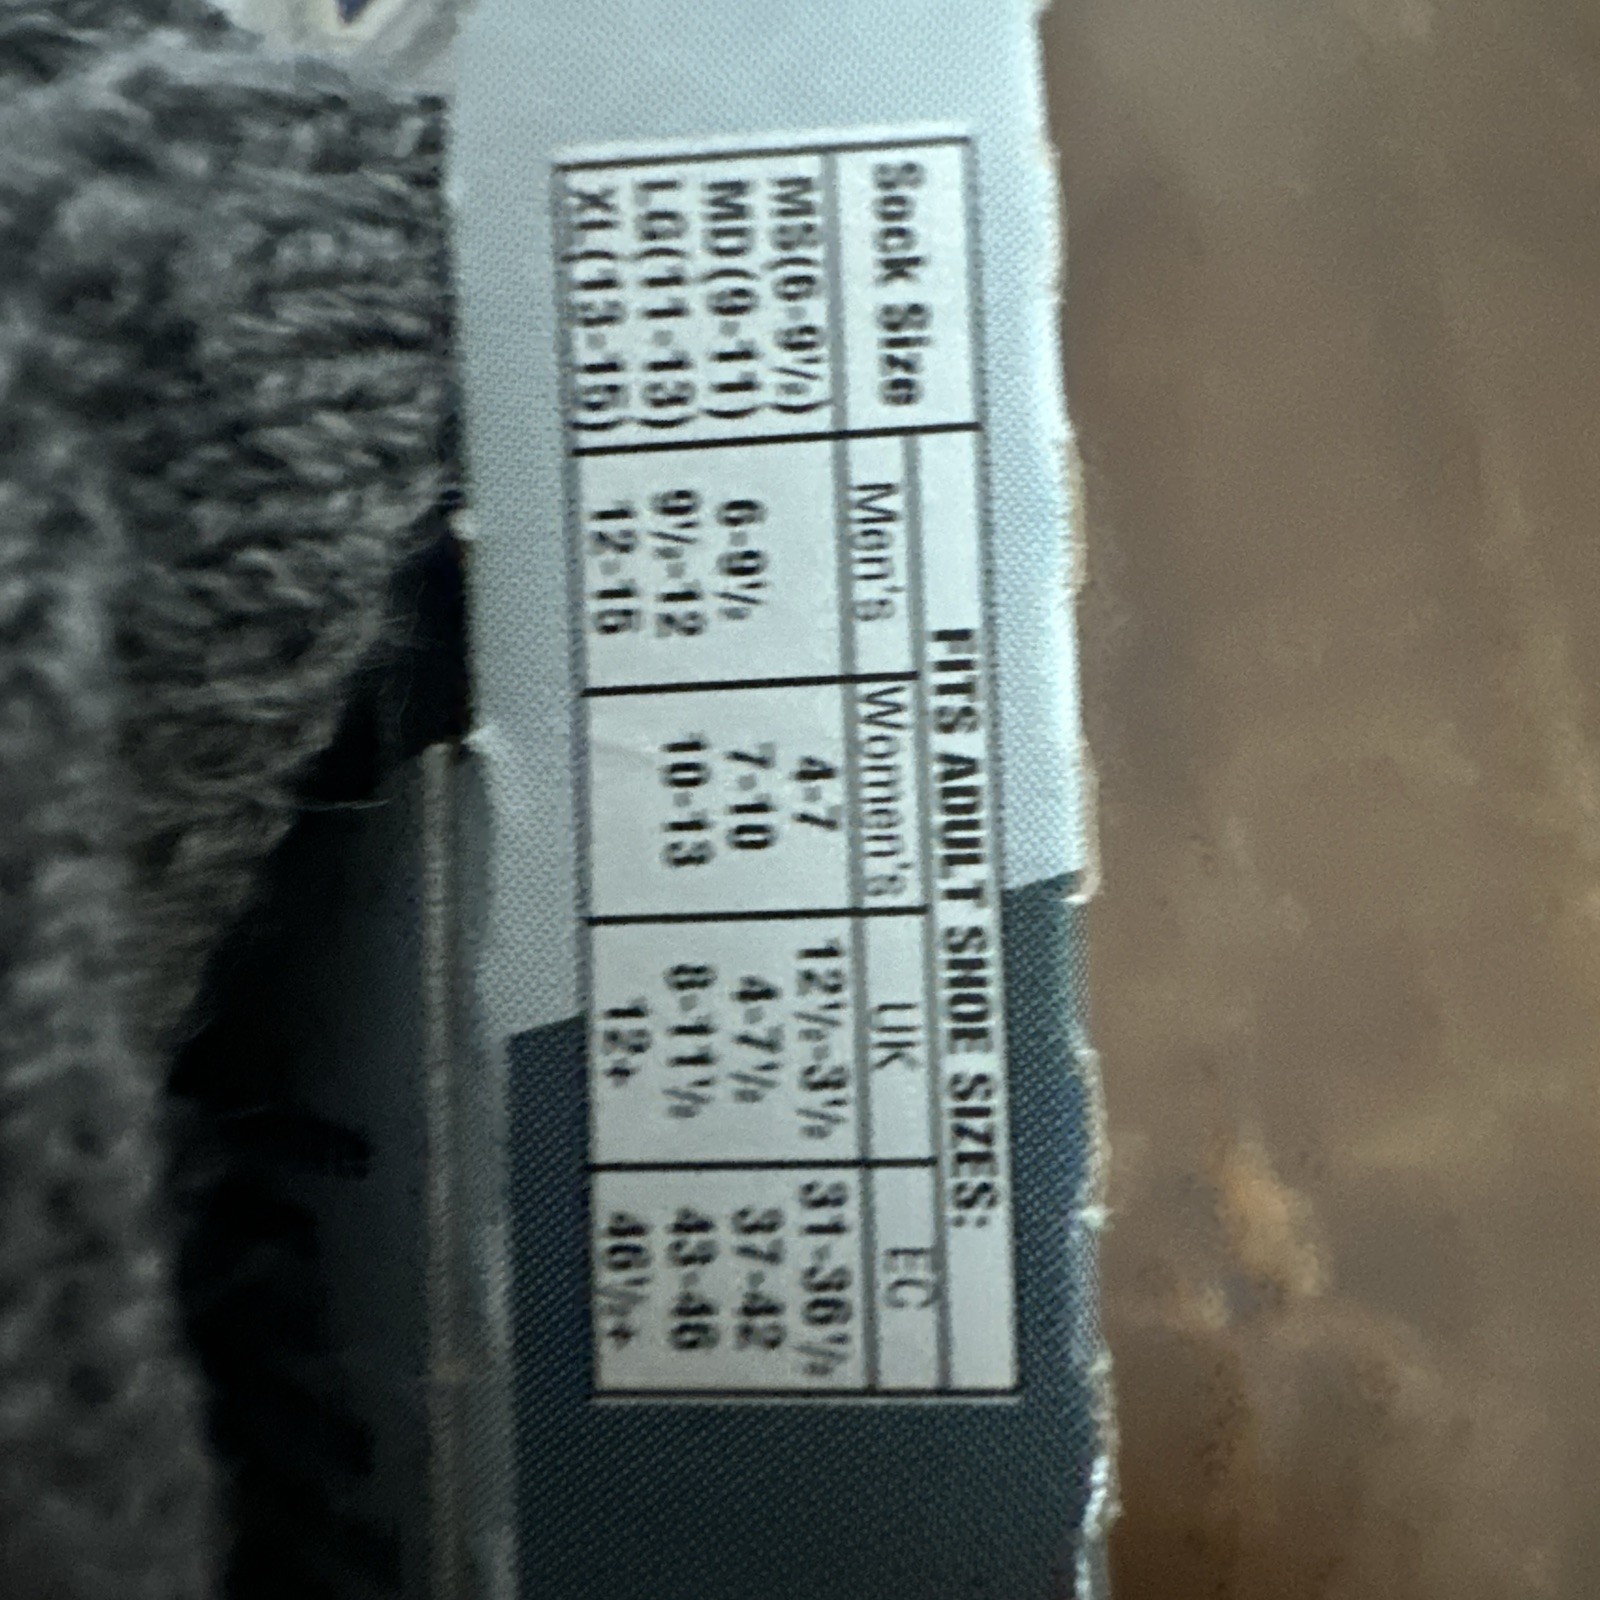 Sock Size FITS ADULT SHOE SIZES:
Men's Women's UK EC
MS(6-9½) 4-7 12½-3½ 31-36½
MD(9-11) 6-9½ 7-10 4-7½ 37-42
LG(11-13) 9½-12 10-13 8-11½ 43-46
XL(13-15) 12-16 12+ 46½+